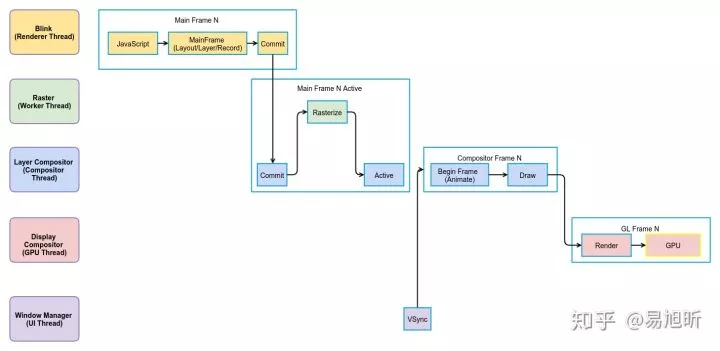 Blink
(Renderer Thread)
Main Frame N
JavaScript
MainFrame
(Layout/Layer/Record)
Commit
Raster
(Worker Thread)
Main Frame N Active
Rasterize
Layer Compositor
(Compositor
Thread)
Commit
Active
Compositor Frame N
Begin Frame
(Animate)
Draw
Display
Compositor
(GPU Thread)
GL Frame N
Render
GPU
Window Manager
(UI Thread)
VSync
知乎 @易旭昕